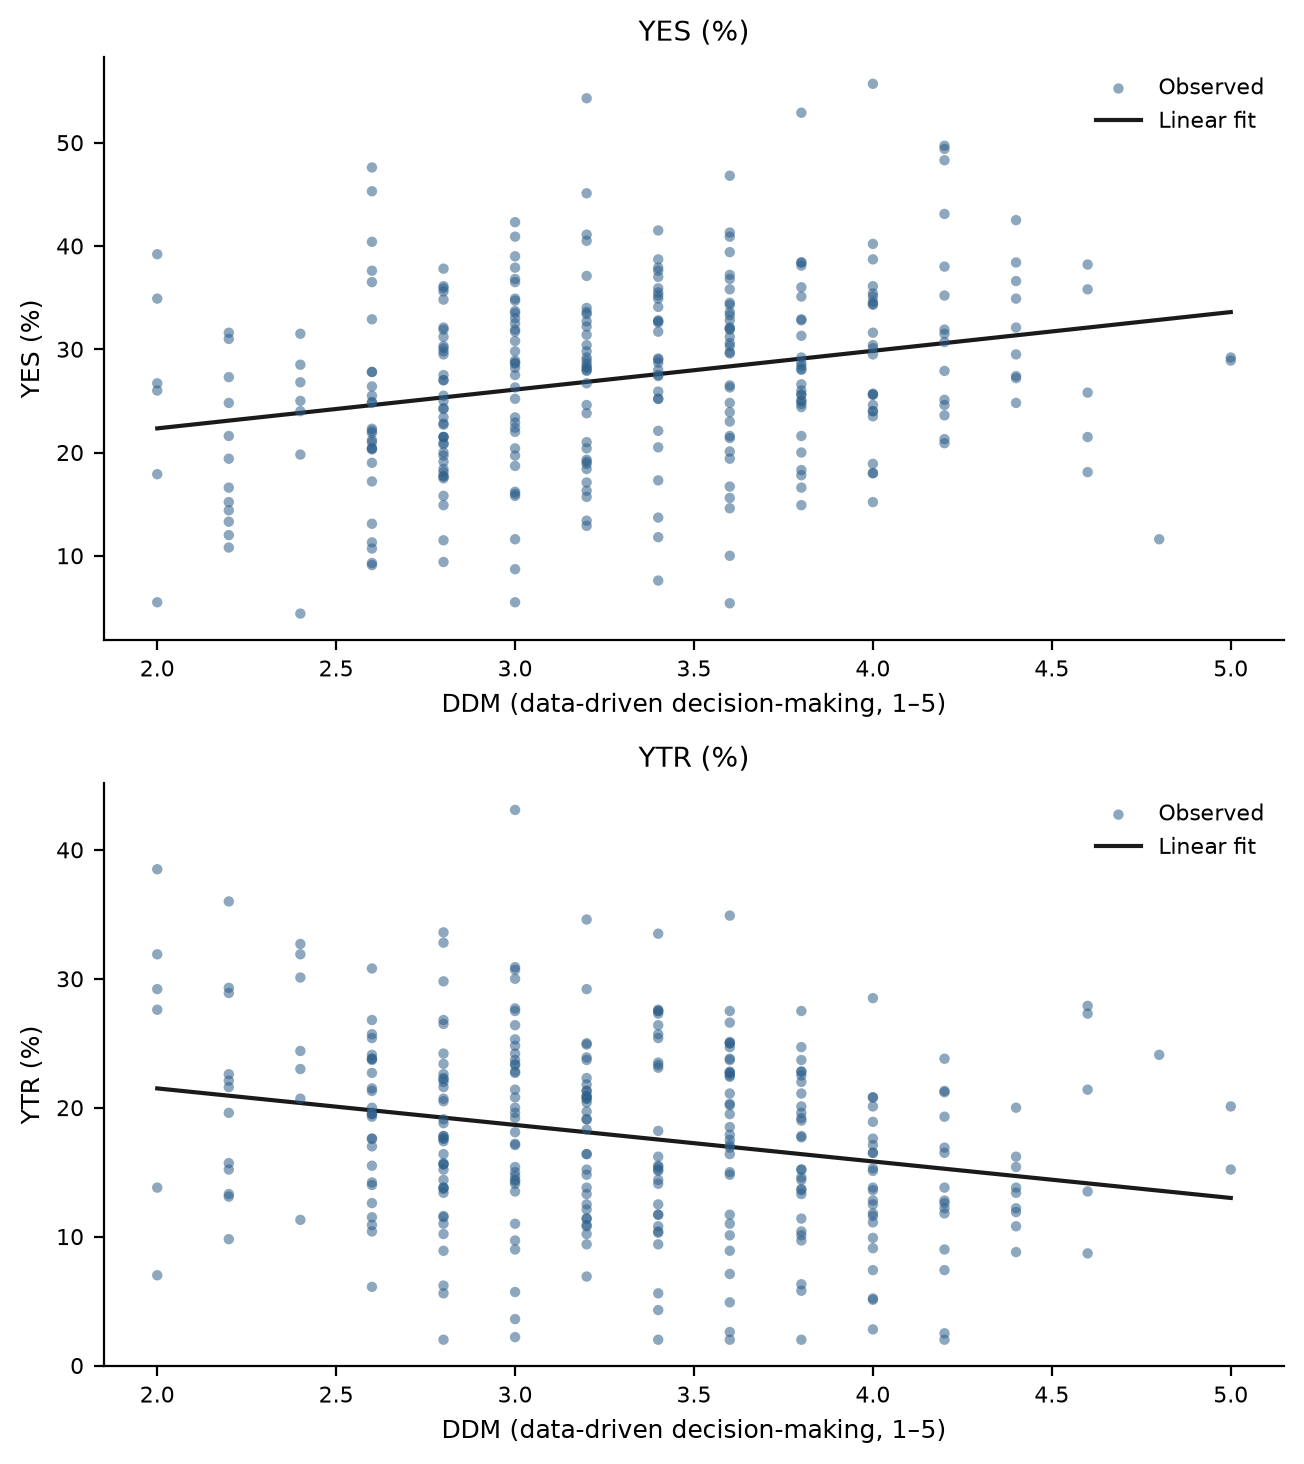 YES (%)
Observed
Linear fit
YES (%)
50
40
30
20
10
2.0 2.5 3.0 3.5 4.0 4.5 5.0
DDM (data-driven decision-making, 1–5)
YTR (%)
Observed
Linear fit
YTR (%)
40
30
20
10
0
2.0 2.5 3.0 3.5 4.0 4.5 5.0
DDM (data-driven decision-making, 1–5)